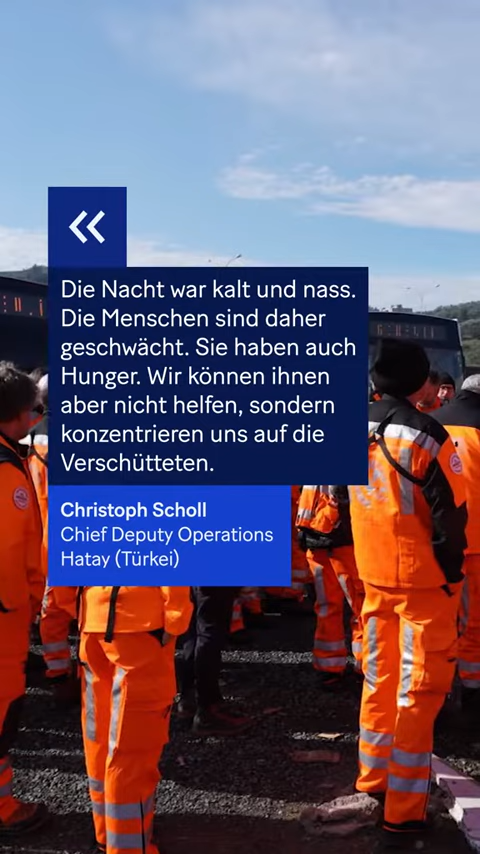 «
Die Nacht war kalt und nass.
Die Menschen sind daher
geschwächt. Sie haben auch
Hunger. Wir können ihnen
aber nicht helfen, sondern
konzentrieren uns auf die
Verschütteten.
Christoph Scholl
Chief Deputy Operations
Hatay (Türkei)